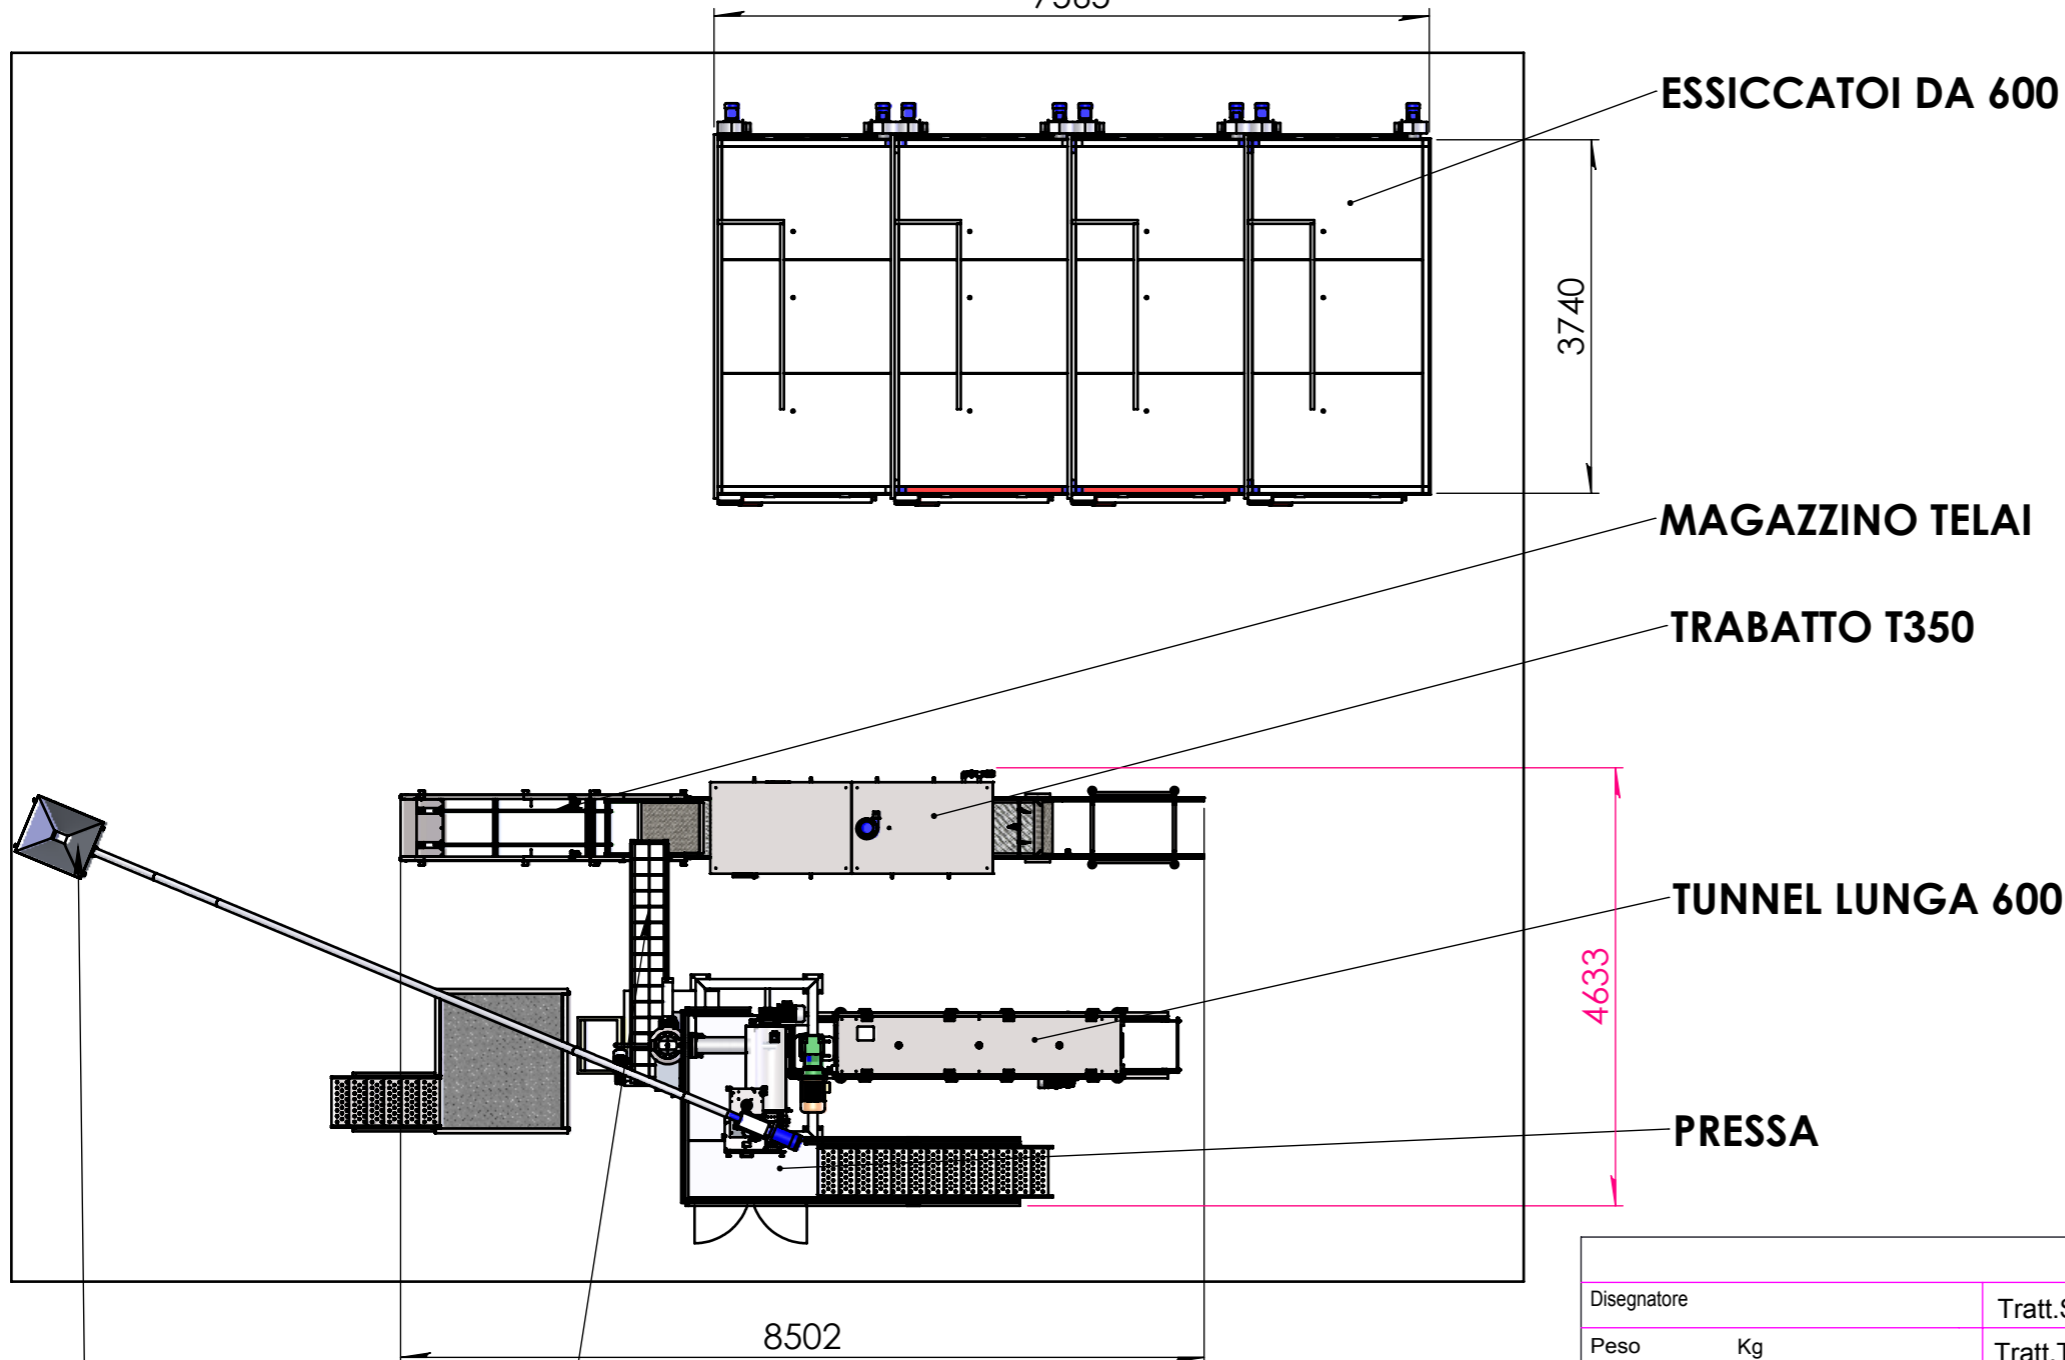 ESSICCATOI DA 600
3740
MAGAZZINO TELAI
TRABATTO T350
TUNNEL LUNGA 600
4633
PRESSA
8502
Disegnatore
Peso Kg